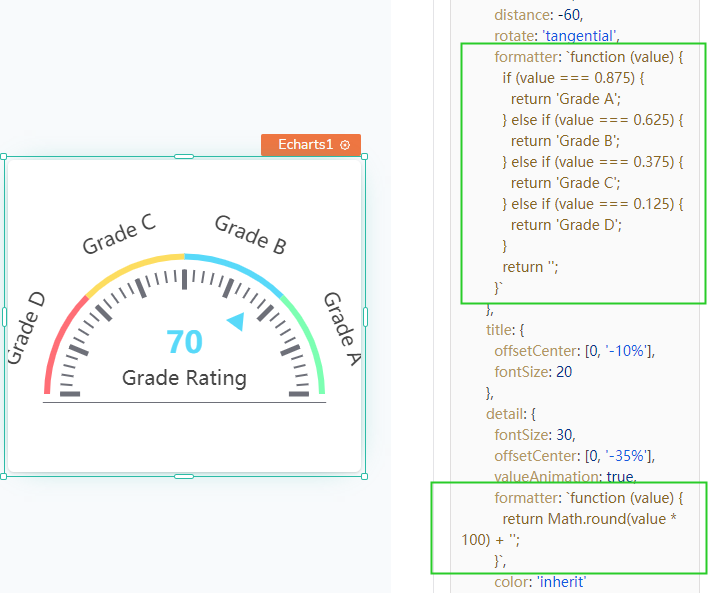 Echarts1
Grade C
Grade B
Grade D
Grade A
70
Grade Rating
distance: -60,
rotate: 'tangential',
formatter: `function (value) {
if (value === 0.875) {
return 'Grade A';
} else if (value === 0.625) {
return 'Grade B';
} else if (value === 0.375) {
return 'Grade C';
} else if (value === 0.125) {
return 'Grade D';
}
return '';
}`
},
title: {
offsetCenter: [0, '-10%'],
fontSize: 20
},
detail: {
fontSize: 30,
offsetCenter: [0, '-35%'],
valueAnimation: true,
formatter: `function (value) {
return Math.round(value *
100) + '';
}`,
color: 'inherit'